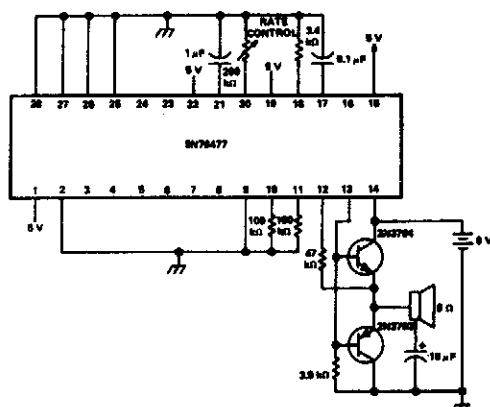 RATE
CONTROL
1 µF
5 V
200
kΩ
5 V
3.4
kΩ
0.1 µF
5 V
28 27 26 25 24 23 22 21 20 19 18 17 16 15
SN76477
1 2 3 4 5 6 7 8 9 10 11 12 13 14
5 V
100
kΩ
100
kΩ
47
kΩ
2N3704
9 V
8 Ω
2N3703
+
10 µF
3.9 kΩ